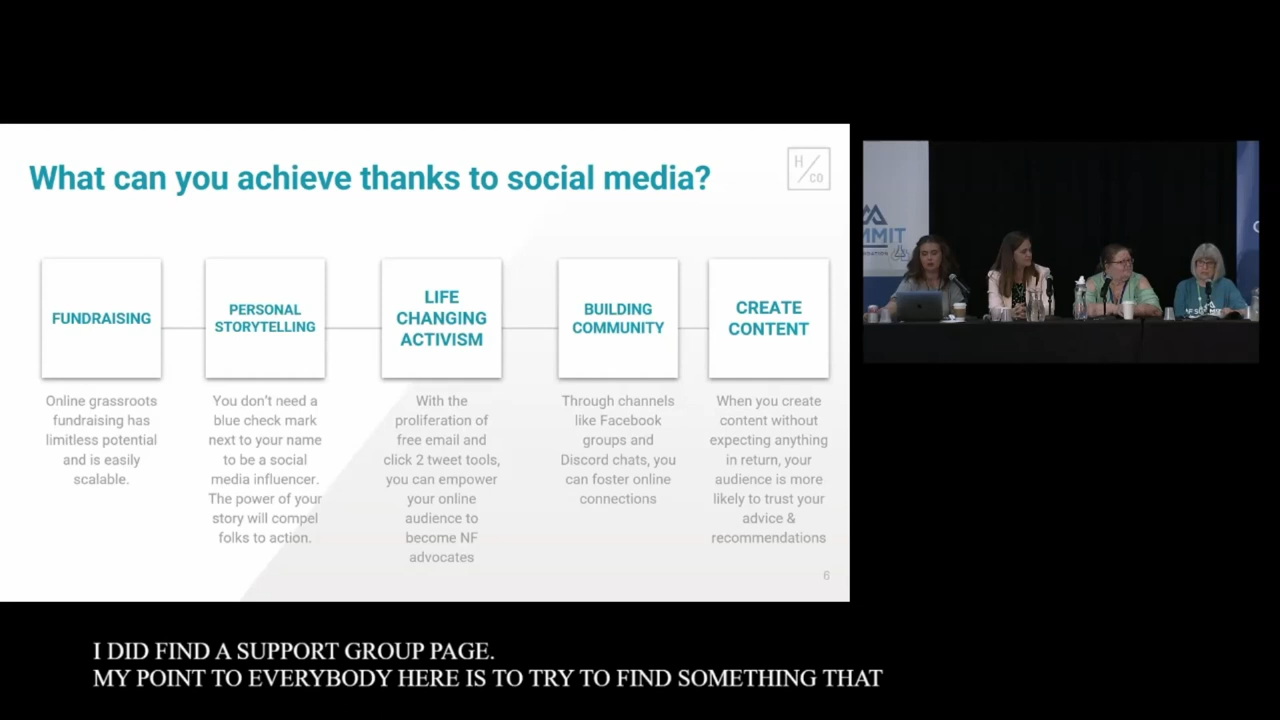 What can you achieve thanks to social media?
H
CO
FUNDRAISING
Online grassroots
fundraising has
limitless potential
and is easily
scalable.
PERSONAL
STORYTELLING
You don't need a
blue check mark
next to your name
to be a social
media influencer.
The power of your
story will compel
folks to action.
LIFE
CHANGING
ACTIVISM
With the
proliferation of
free email and
click 2 tweet tools,
you can empower
your online
audience to
become NF
advocates
BUILDING
COMMUNITY
Through channels
like Facebook
groups and
Discord chats, you
can foster online
connections
CREATE
CONTENT
When you create
content without
expecting anything
in return, your
audience is more
likely to trust your
advice &
recommendations
6
MMIT
I DID FIND A SUPPORT GROUP PAGE.
MY POINT TO EVERYBODY HERE IS TO TRY TO FIND SOMETHING THAT